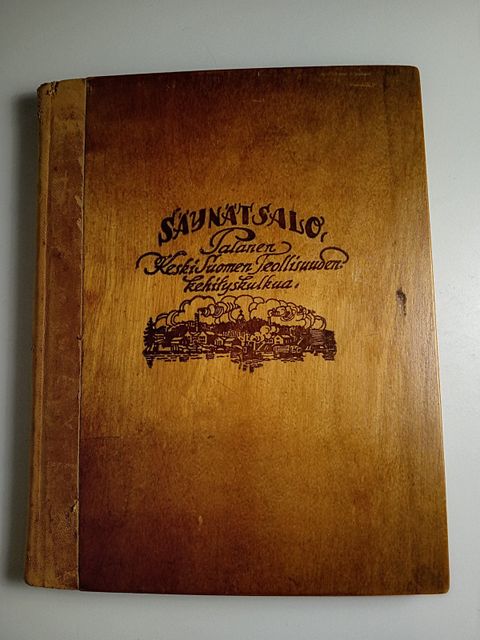 SÄYNÄTSALO.
Palanen
Keski Suomen Teollisuuden
kehityskulkua.